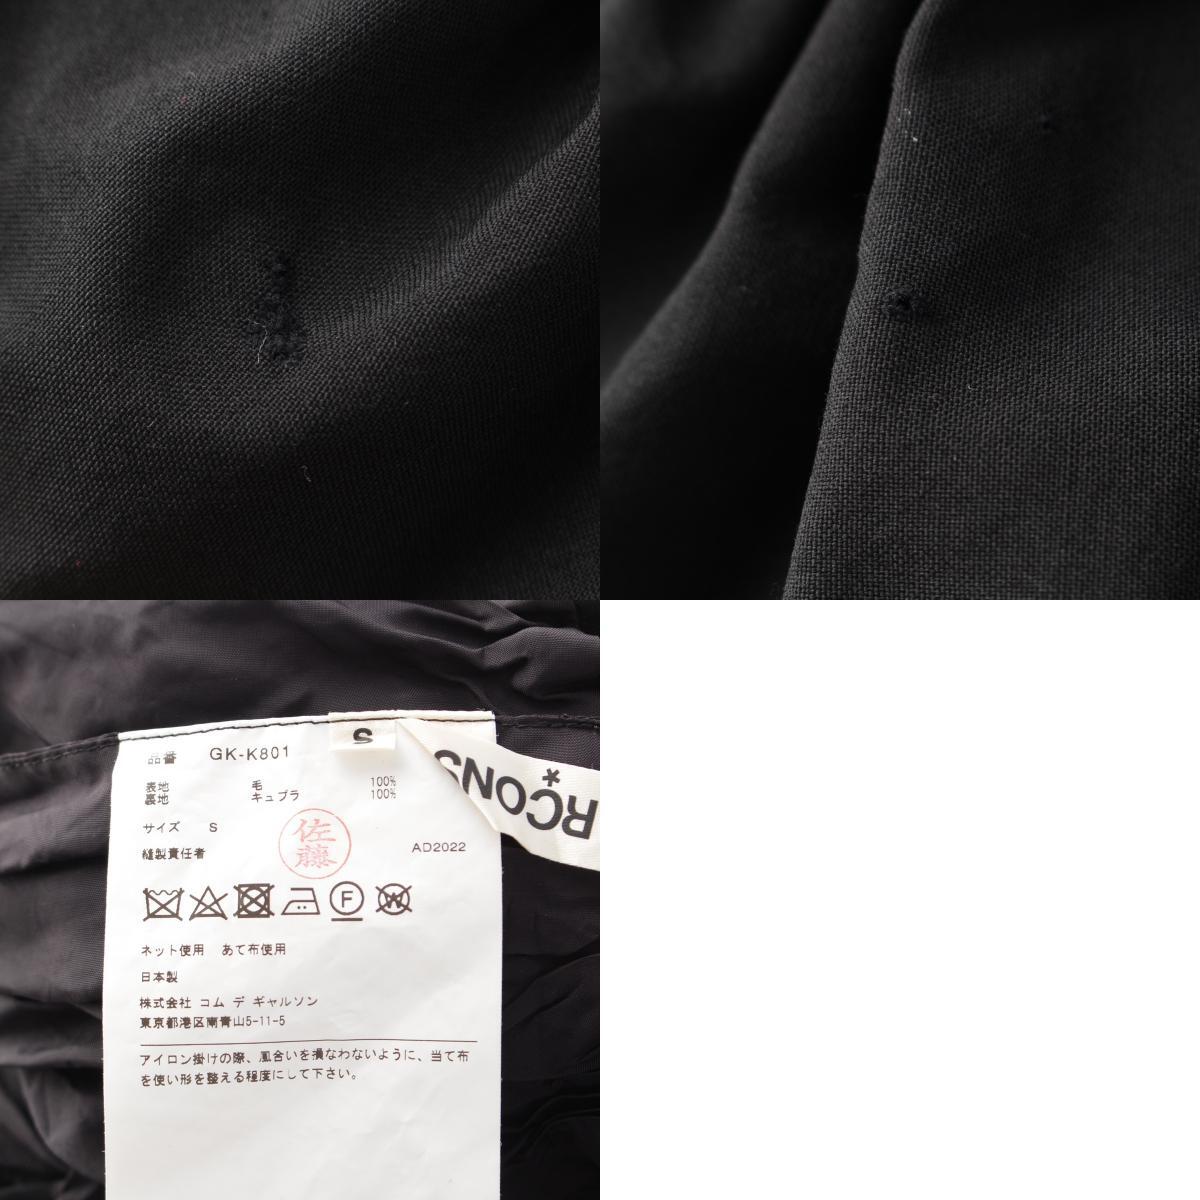 品番 GK-K801
S
RÇONS
表地 毛 100%
裏地 キュプラ 100%
サイズ S
佐藤
縫製責任者
AD2022
F
W
ネット使用 あて布使用
日本製
株式会社 コム デ ギャルソン
東京都港区南青山5-11-5
アイロン掛けの際、風合いを損なわないように、当て布
を使い形を整える程度にして下さい。